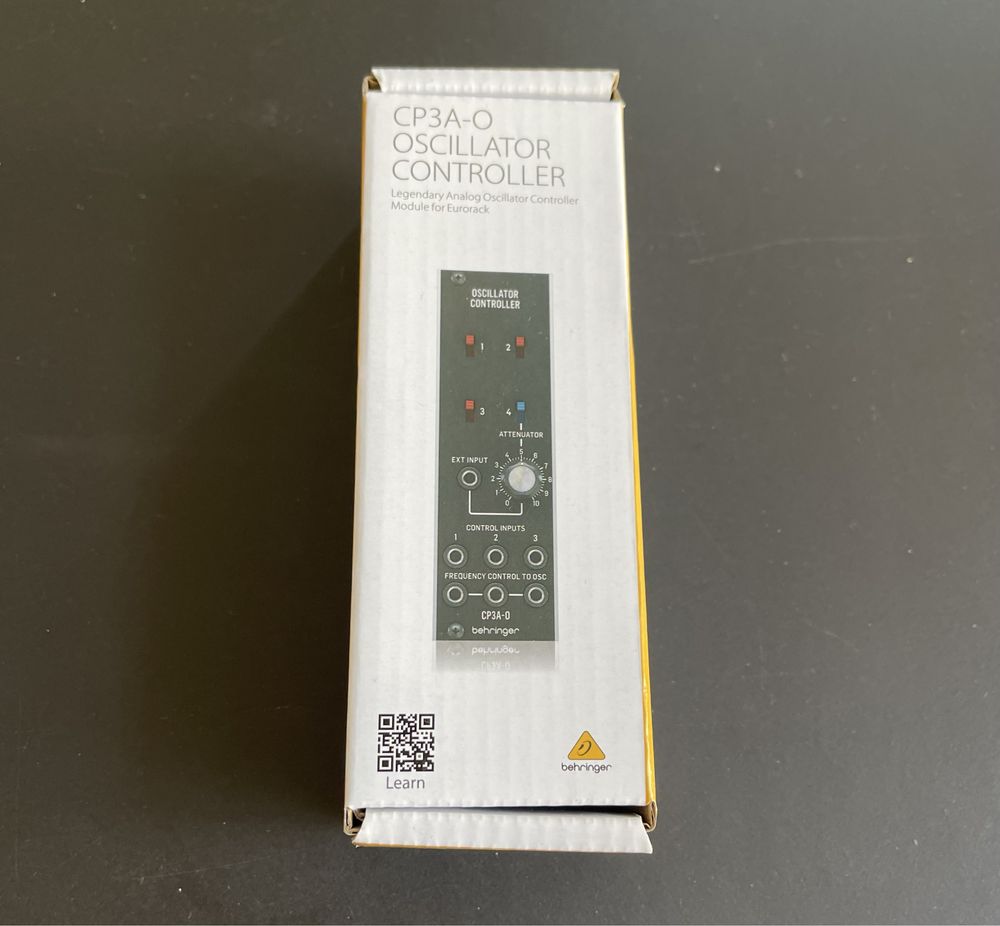 CP3A-O
OSCILLATOR
CONTROLLER
Legendary Analog Oscillator Controller
Module for Eurorack
OSCILLATOR
CONTROLLER
1 2
3 4
ATTENUATOR
EXT INPUT
0 1 2 3 4 5 6 7 8 9 10
CONTROL INPUTS
1 2 3
FREQUENCY CONTROL TO OSC
CP3A-O
behringer
behringer
CP3A-O
Learn
behringer